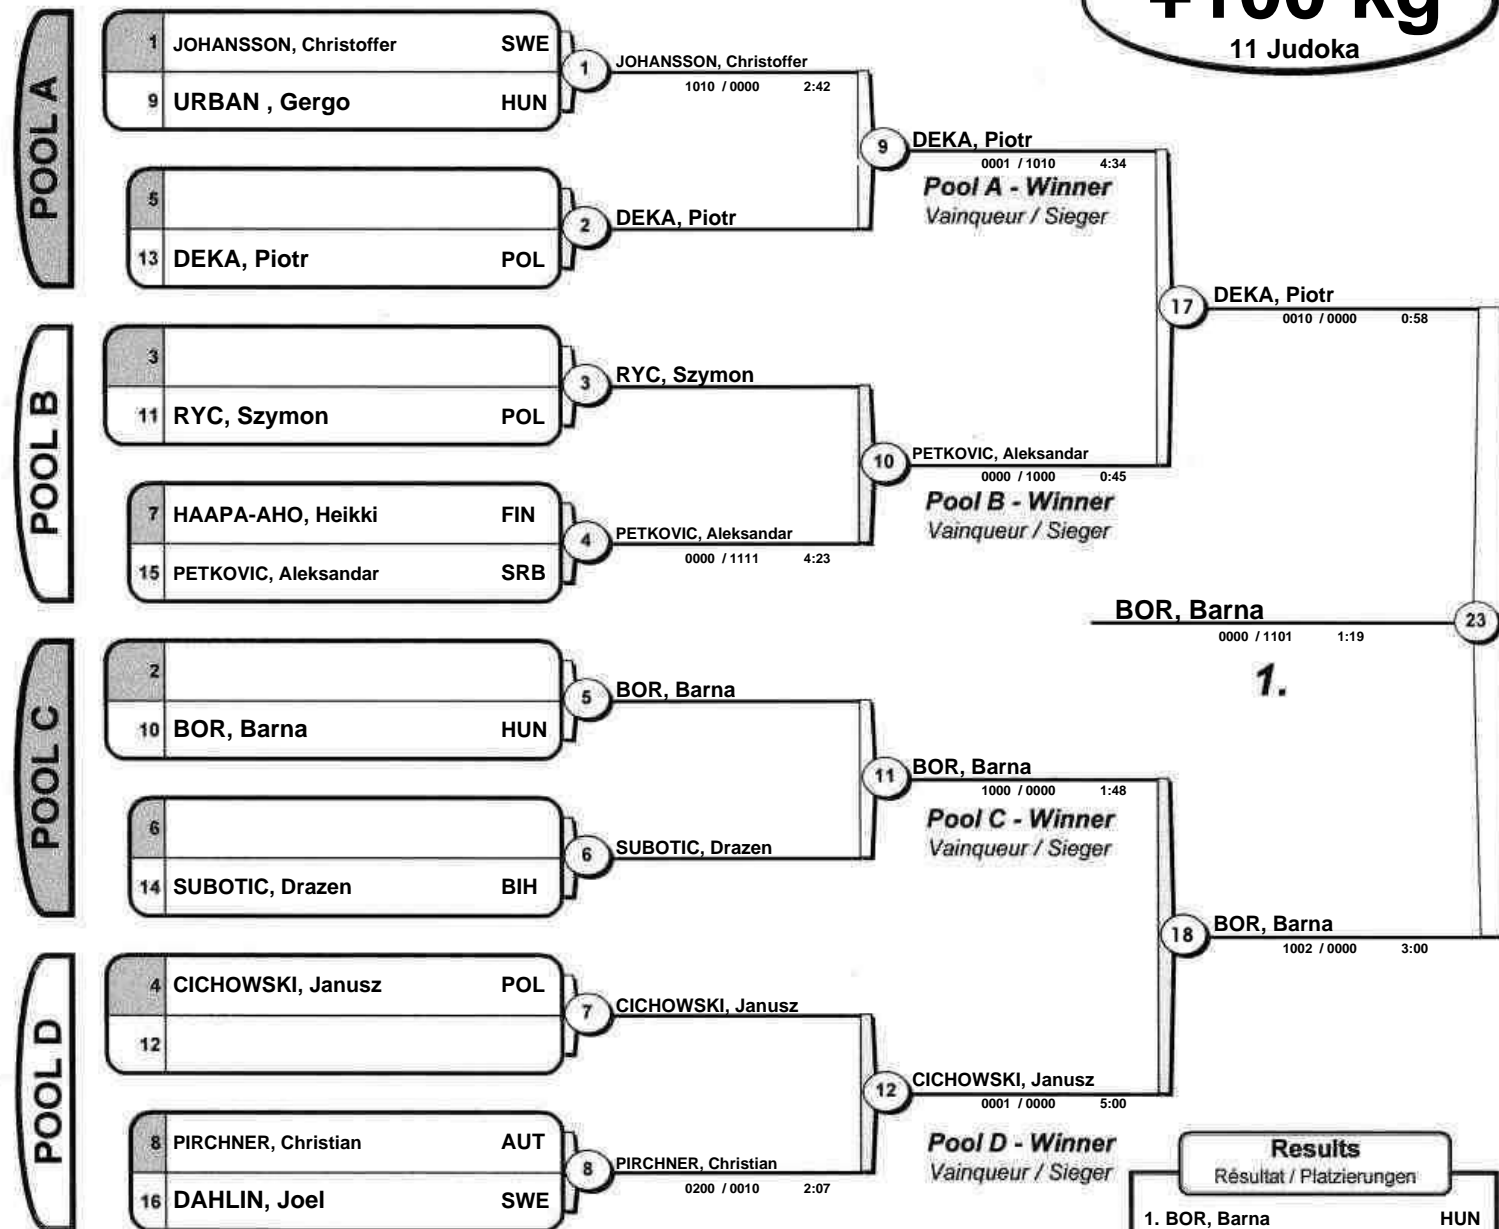 +100 kg
11 Judoka
POOL A
1 JOHANSSON, Christoffer SWE
9 URBAN , Gergo HUN
1
JOHANSSON, Christoffer
1010 / 0000 2:42
5
13 DEKA, Piotr POL
2
DEKA, Piotr
9
DEKA, Piotr
0001 / 1010 4:34
Pool A - Winner
Vainqueur / Sieger
POOL B
3
11 RYC, Szymon POL
3
RYC, Szymon
7 HAAPA-AHO, Heikki FIN
15 PETKOVIC, Aleksandar SRB
4
PETKOVIC, Aleksandar
0000 / 1111 4:23
10
PETKOVIC, Aleksandar
0000 / 1000 0:45
Pool B - Winner
Vainqueur / Sieger
17
DEKA, Piotr
0010 / 0000 0:58
BOR, Barna
0000 / 1101 1:19
23
1.
POOL C
2
10 BOR, Barna HUN
5
BOR, Barna
6
14 SUBOTIC, Drazen BIH
6
SUBOTIC, Drazen
11
BOR, Barna
1000 / 0000 1:48
Pool C - Winner
Vainqueur / Sieger
18
BOR, Barna
1002 / 0000 3:00
POOL D
4 CICHOWSKI, Janusz POL
12
7
CICHOWSKI, Janusz
8 PIRCHNER, Christian AUT
16 DAHLIN, Joel SWE
8
PIRCHNER, Christian
0200 / 0010 2:07
12
CICHOWSKI, Janusz
0001 / 0000 5:00
Pool D - Winner
Vainqueur / Sieger
Results
Résultat / Platzierungen
1. BOR, Barna HUN